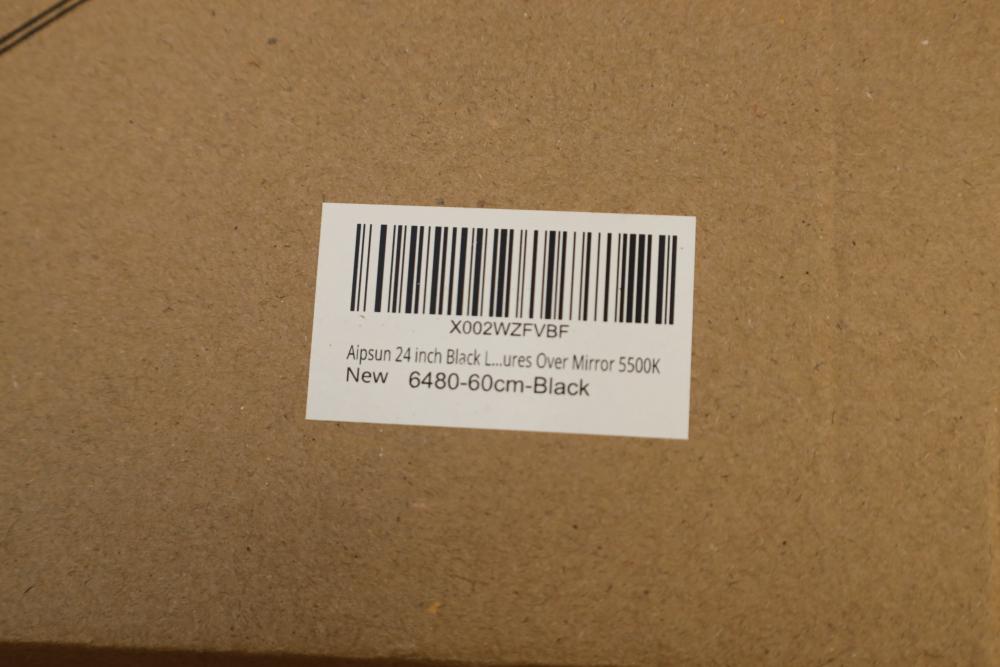 X002WZFVBF
Aipsun 24 inch Black L...ures Over Mirror 5500K
New 6480-60cm-Black